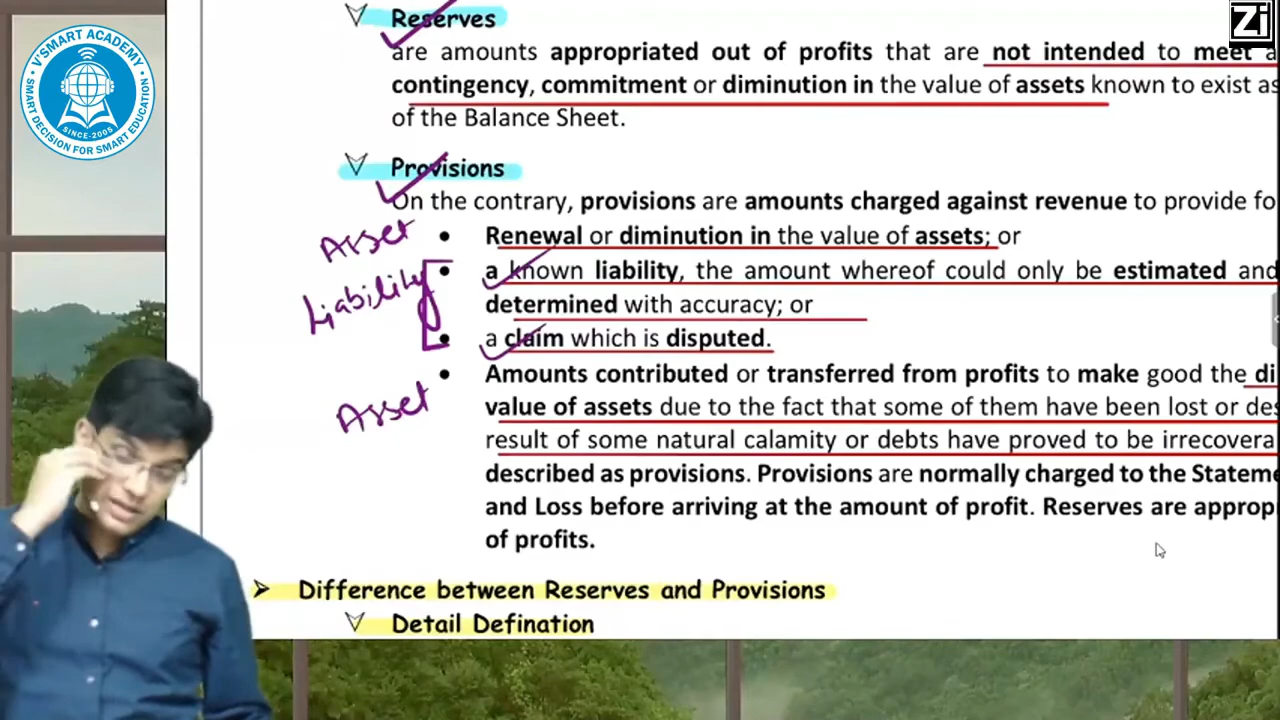 Zi
V'SMART ACADEMY
SMART DECISION FOR SMART EDUCATION
SINCE-2005
Reserves
are amounts appropriated out of profits that are not intended to meet a
contingency, commitment or diminution in the value of assets known to exist as
of the Balance Sheet.
Provisions
On the contrary, provisions are amounts charged against revenue to provide fo
Asset
• Renewal or diminution in the value of assets; or
Liability
• a known liability, the amount whereof could only be estimated and
determined with accuracy; or
• a claim which is disputed.
Asset
• Amounts contributed or transferred from profits to make good the di
value of assets due to the fact that some of them have been lost or des
result of some natural calamity or debts have proved to be irrecovera
described as provisions. Provisions are normally charged to the Stateme
and Loss before arriving at the amount of profit. Reserves are approp
of profits.
Difference between Reserves and Provisions
Detail Defination